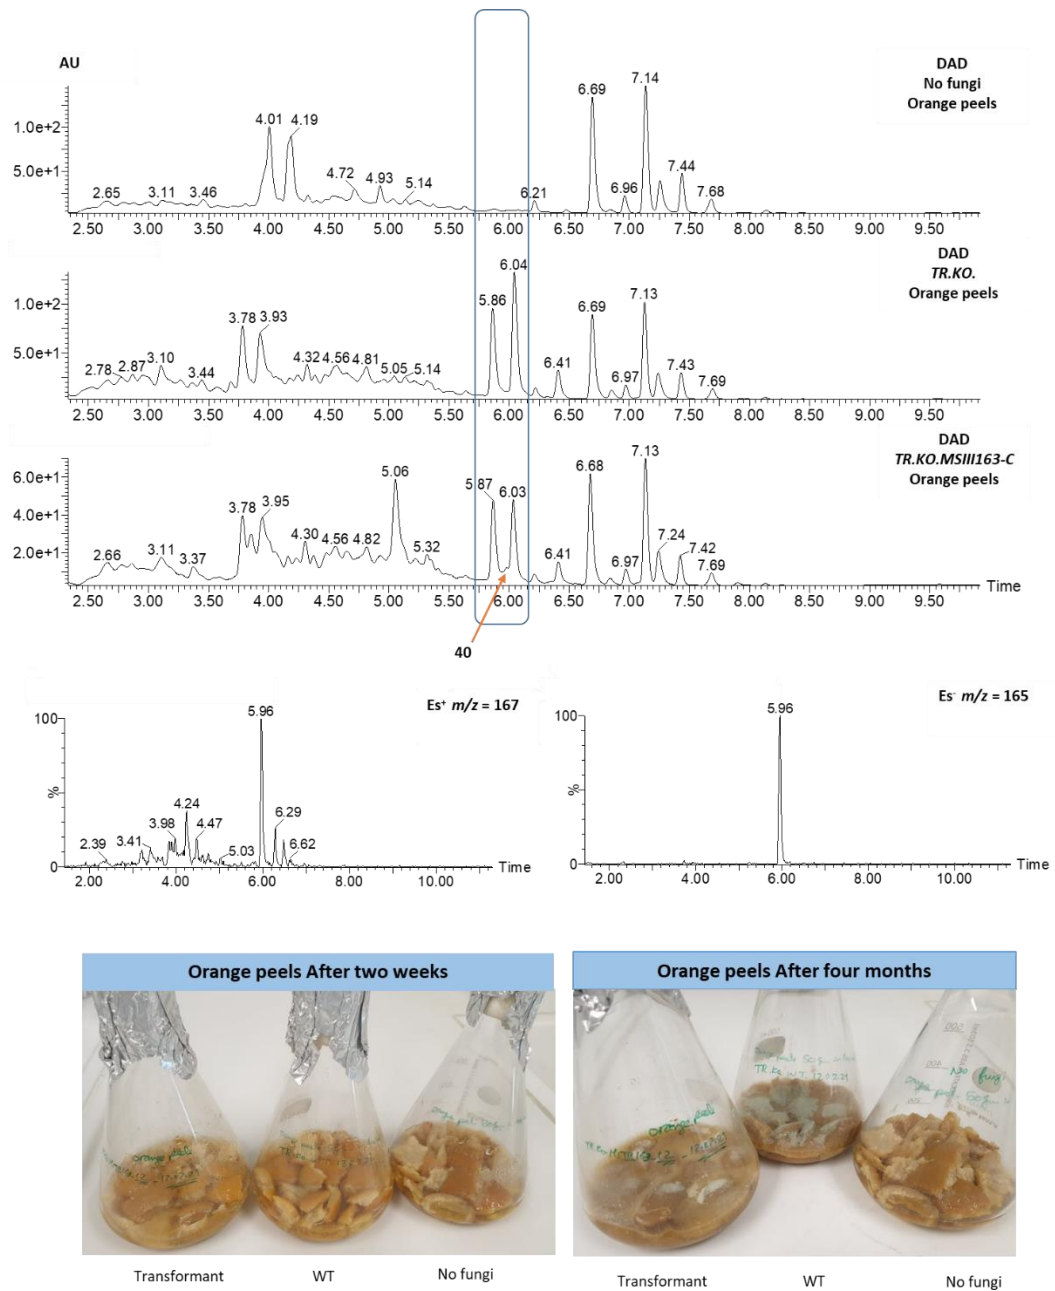 AU
DAD
No fungi
Orange peels
1.0e+2
5.0e+1
2.65
3.11
3.46
4.01
4.19
4.72
4.93
5.14
6.21
6.69
6.96
7.14
7.44
7.68
2.50 3.00 3.50 4.00 4.50 5.00 5.50 6.00 6.50 7.00 7.50 8.00 8.50 9.00 9.50
DAD
TR.KO.
Orange peels
1.0e+2
5.0e+1
2.78
2.87
3.10
3.44
3.78
3.93
4.32
4.56
4.81
5.05
5.14
5.86
6.04
6.41
6.69
6.97
7.13
7.43
7.69
2.50 3.00 3.50 4.00 4.50 5.00 5.50 6.00 6.50 7.00 7.50 8.00 8.50 9.00 9.50
DAD
TR.KO.MSIII163-C
Orange peels
6.0e+1
4.0e+1
2.0e+1
2.66
3.11
3.37
3.78
3.95
4.30
4.56
4.82
5.06
5.32
5.87
6.03
6.41
6.68
6.97
7.13
7.24
7.42
7.69
Time
2.50 3.00 3.50 4.00 4.50 5.00 5.50 6.00 6.50 7.00 7.50 8.00 8.50 9.00 9.50
40
Es+ m/z = 167
100
%
0
2.39
3.41
3.98
4.24
4.47
5.03
5.96
6.29
6.62
Time
2.00 4.00 6.00 8.00 10.00
Es- m/z = 165
100
%
0
5.96
Time
2.00 4.00 6.00 8.00 10.00
Orange peels After two weeks
orange peels
Transformant WT No fungi
Orange peels After four months
orange peels
TR.KO WT. 12.02.21
No fungi
Transformant WT No fungi